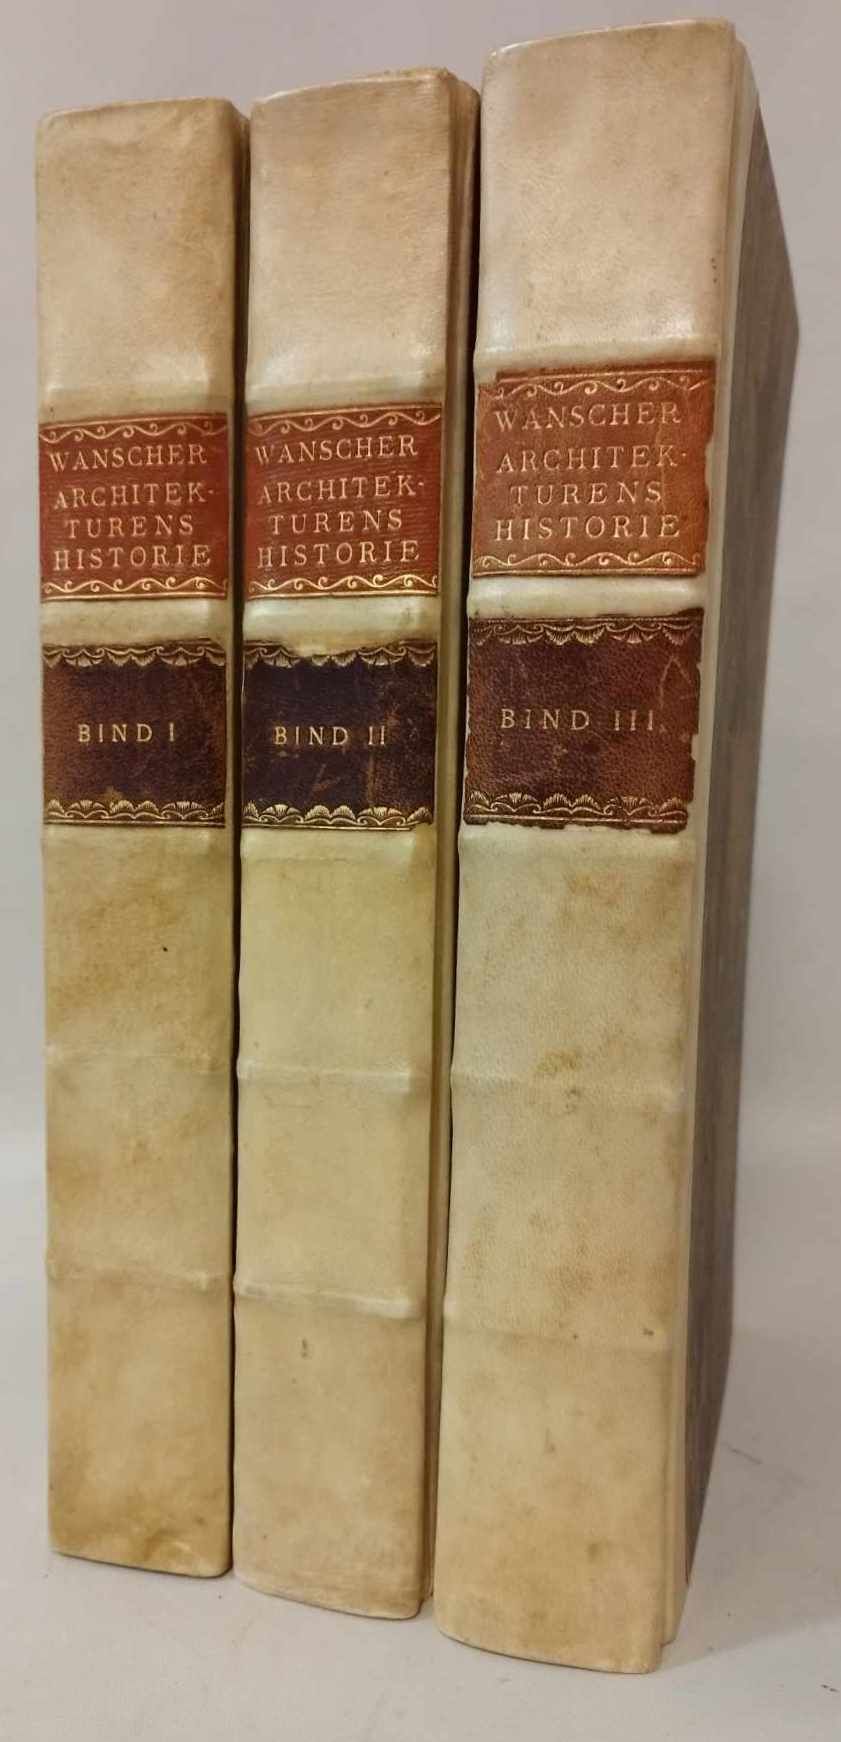 WANSCHER
ARCHITEK-
TURENS
HISTORIE
BIND I
WANSCHER
ARCHITEK-
TURENS
HISTORIE
BIND II
WANSCHER
ARCHITEK-
TURENS
HISTORIE
BIND III